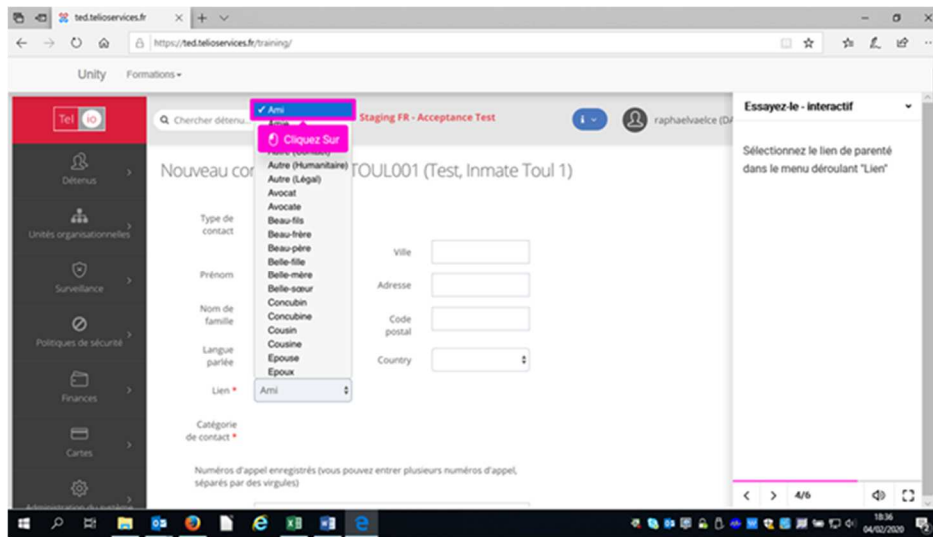 ted.telioservices.fr
https://ted.telioservices.fr/training/
Unity Formations
Tel io
Chercher détenu...
Staging FR - Acceptance Test
i
raphaelvaelce (DA
Détenus
Unités organisationnelles
Surveillance
Politiques de sécurité
Finances
Cartes
Administration du système
Nouveau con
TOUL001 (Test, Inmate Toul 1)
Type de
contact
Prénom
Nom de
famille
Langue
parlée
Lien *
Ami
Catégorie
de contact *
Ami
Cliquez Sur
Autre (Humanitaire)
Autre (Légal)
Avocat
Avocate
Beau-fils
Beau-frère
Beau-père
Belle-fille
Belle-mère
Belle-sœur
Concubin
Concubine
Cousin
Cousine
Epouse
Epoux
Ville
Adresse
Code
postal
Country
Numéros d'appel enregistrés (vous pouvez entrer plusieurs numéros d'appel,
séparés par des virgules)
Essayez-le - interactif
Sélectionnez le lien de parenté
dans le menu déroulant "Lien"
4/6
18:36
04/02/2020